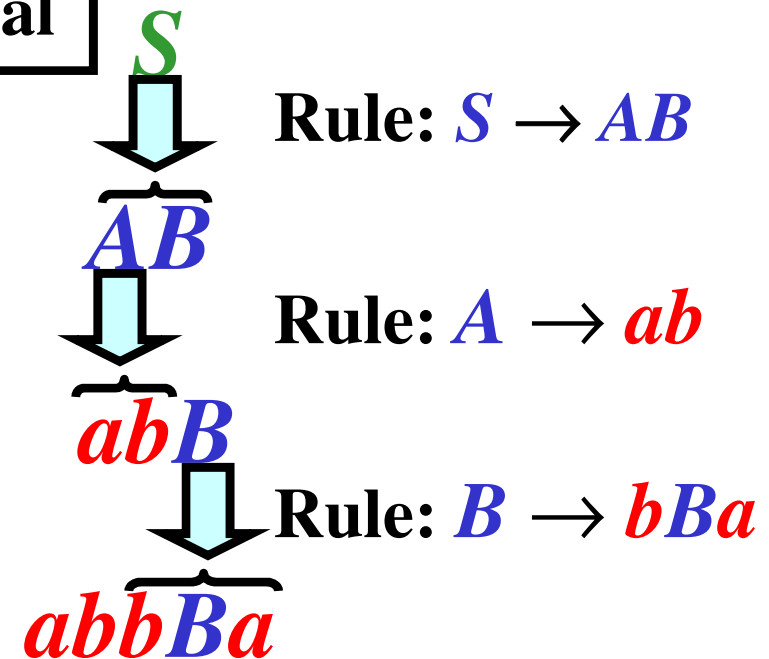 al
S
Rule: S → AB
AB
Rule: A → ab
abB
Rule: B → bBa
abbBa